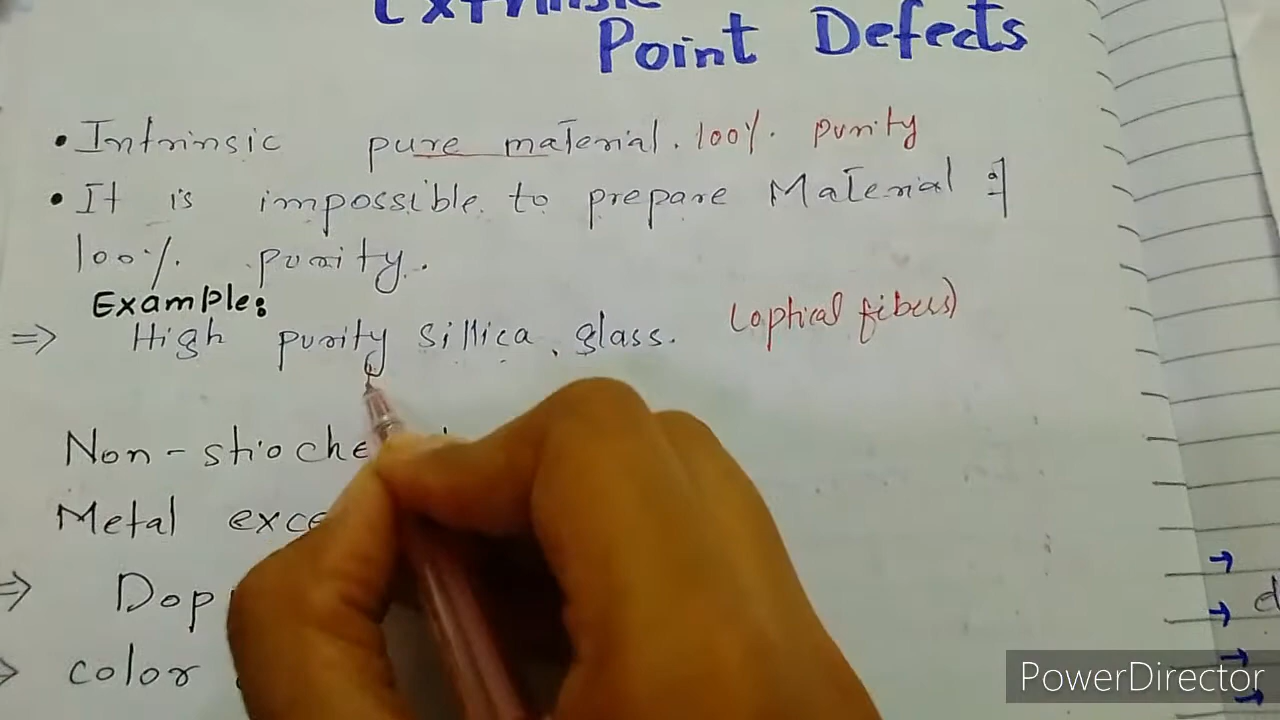 Extrinsic
Point Defects
• Intrinsic pure material. 100% purity
• It is impossible to prepare Material of
100% purity.
Example:
⇒ High purity sillica glass. (optical fibers)
Non-stioche
Metal exce
⇒ Dop
color
PowerDirector